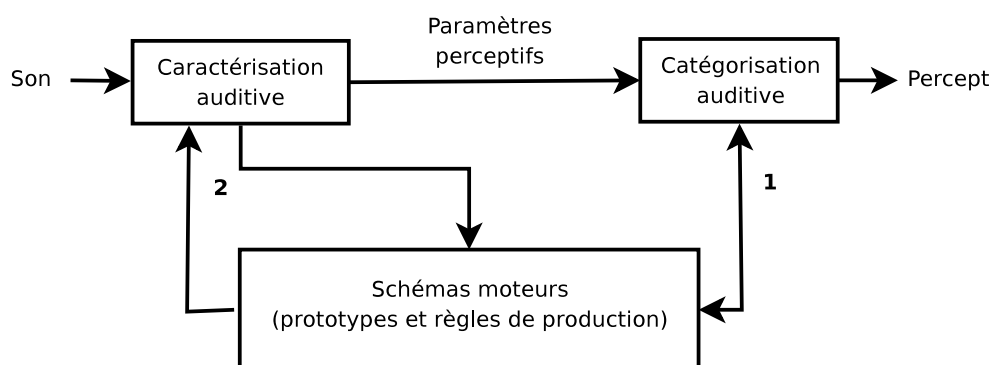 Son
Caractérisation
auditive
Paramètres
perceptifs
Catégorisation
auditive
Percept
2
1
Schémas moteurs
(prototypes et règles de production)